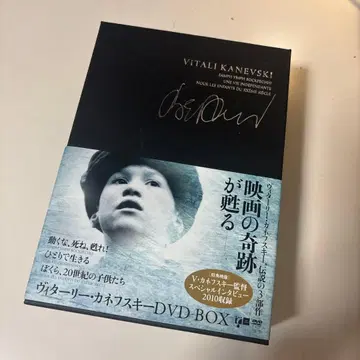 VITALI KANEVSKI
ZAMRI UMRI VOSKRESNI!
UNE VIE INDÉPENDANTE
NOUS LES ENFANTS DU XXÈME SIÈCLE
ヴィターリー・カネフスキー、伝説の3部作
映画の奇跡
が甦る
動くな、死ね、甦れ!
ひとりで生きる
ぼくら、20世紀の子供たち
[特典映像]
V・カネフスキー監督
スペシャルインタビュー
2010収録
ヴィターリー・カネフスキーDVD-BOX